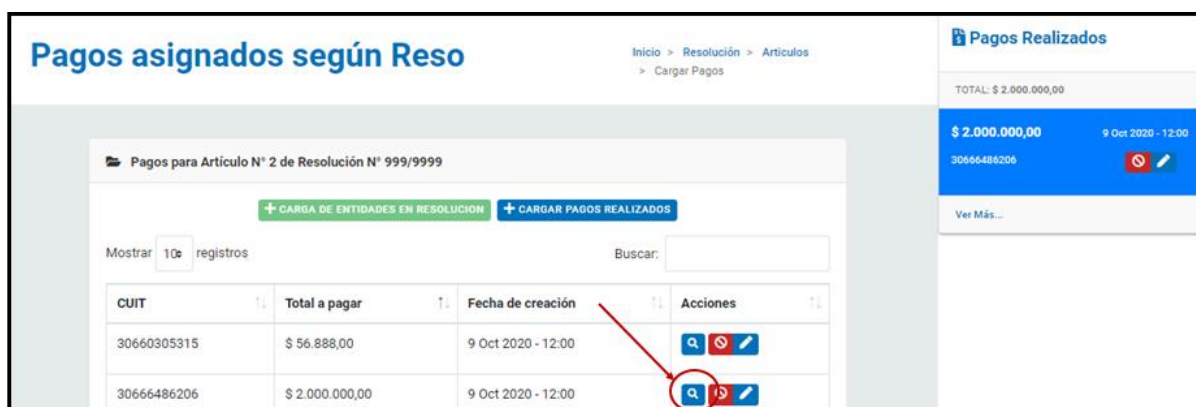 Pagos asignados según Reso
Inicio > Resolución > Articulos
> Cargar Pagos
Pagos para Artículo N° 2 de Resolución N° 999/9999
+ CARGA DE ENTIDADES EN RESOLUCION + CARGAR PAGOS REALIZADOS
Mostrar 10 registros Buscar:
CUIT Total a pagar Fecha de creación Acciones
30660305315 $ 56.888,00 9 Oct 2020 - 12:00
30666486206 $ 2.000.000,00 9 Oct 2020 - 12:00
Pagos Realizados
TOTAL: $ 2.000.000,00
$ 2.000.000,00 9 Oct 2020 - 12:00
30666486206
Ver Más...